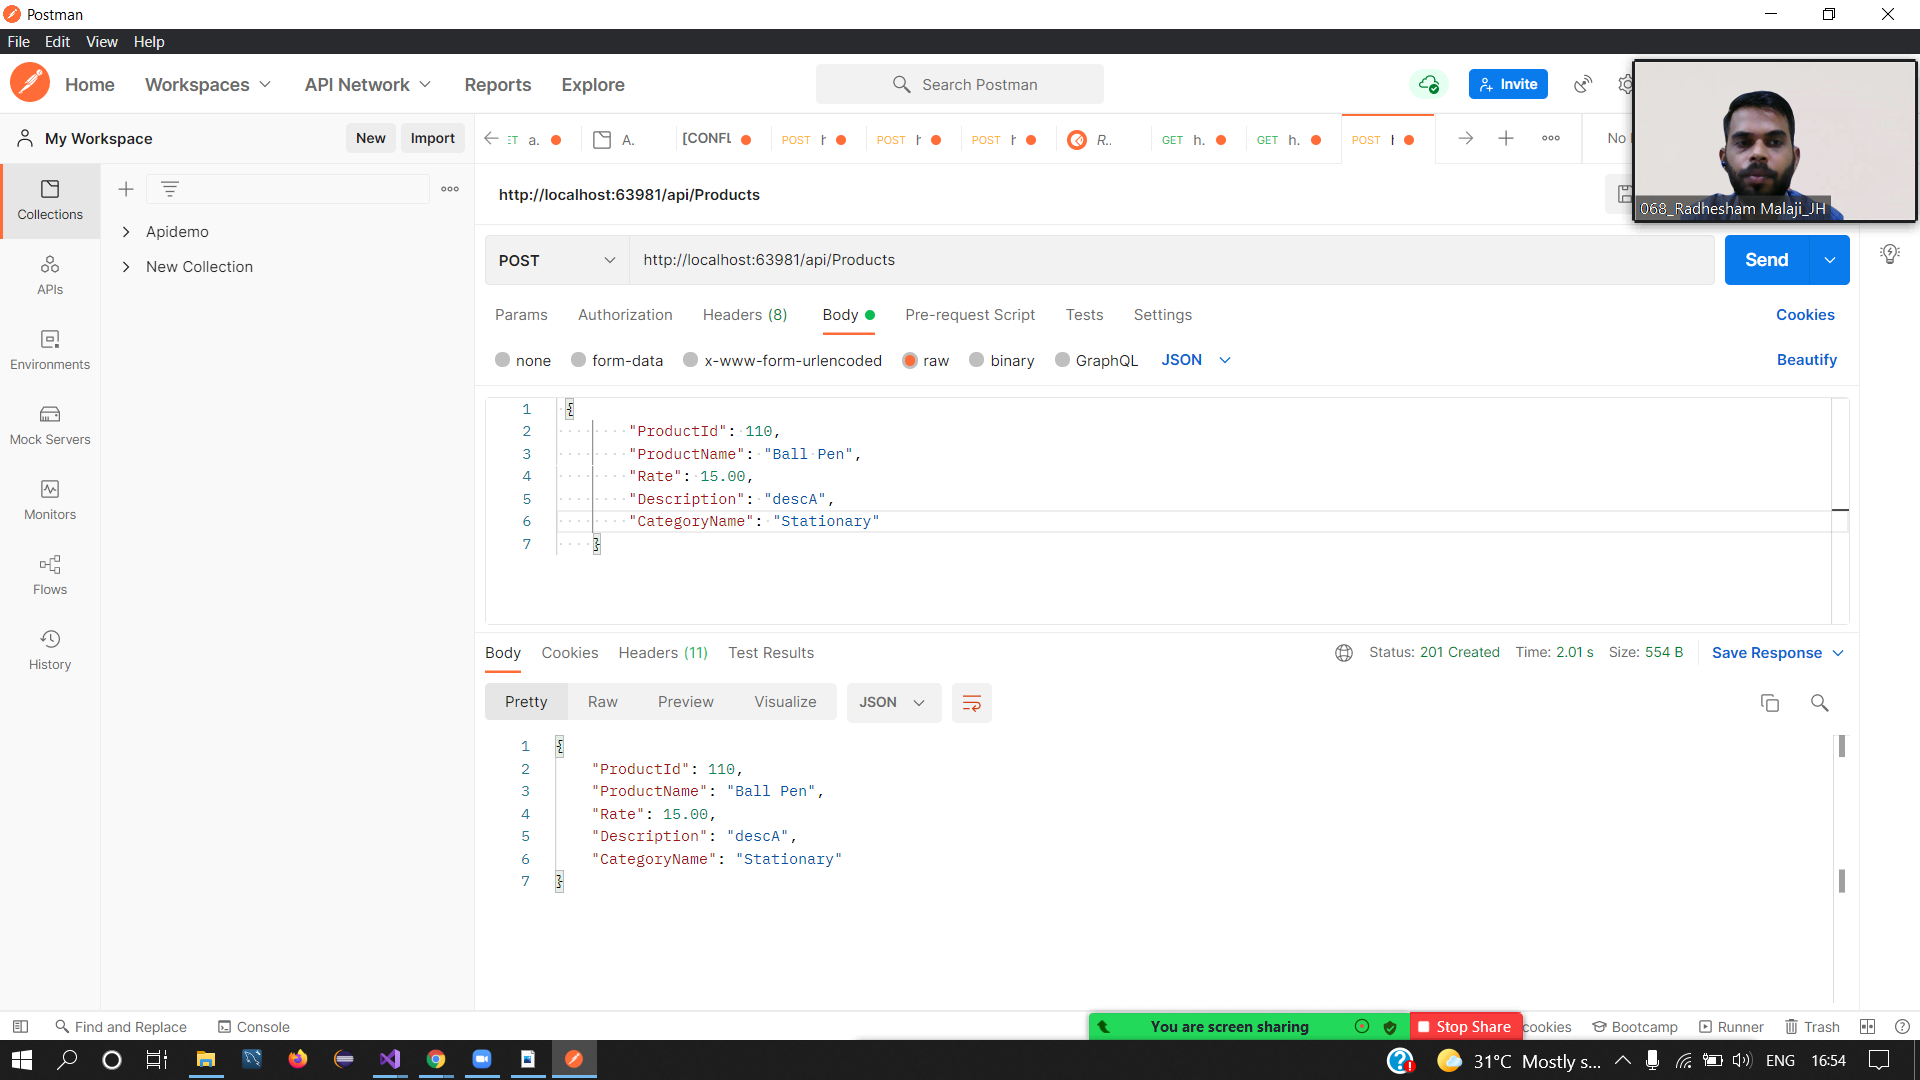 Postman
File Edit View Help
Home Workspaces API Network Reports Explore Search Postman Invite
My Workspace New Import ET a. A. [CONFL POST POST POST R.. GET h. GET h. POST No
http://localhost:63981/api/Products
068_Radhesham Malaji_JH
Collections
APIs
Environments
Mock Servers
Monitors
Flows
History
Apidemo
New Collection
POST http://localhost:63981/api/Products Send
Params Authorization Headers (8) Body Pre-request Script Tests Settings Cookies
none form-data x-www-form-urlencoded raw binary GraphQL JSON Beautify
1 {
2 "ProductId": 110,
3 "ProductName": "Ball Pen",
4 "Rate": 15.00,
5 "Description": "descA",
6 "CategoryName": "Stationary"
7 }
Body Cookies Headers (11) Test Results Status: 201 Created Time: 2.01 s Size: 554 B Save Response
Pretty Raw Preview Visualize JSON
1 {
2 "ProductId": 110,
3 "ProductName": "Ball Pen",
4 "Rate": 15.00,
5 "Description": "descA",
6 "CategoryName": "Stationary"
7 }
Find and Replace Console You are screen sharing Stop Share cookies Bootcamp Runner Trash
31°C Mostly s... ENG 16:54